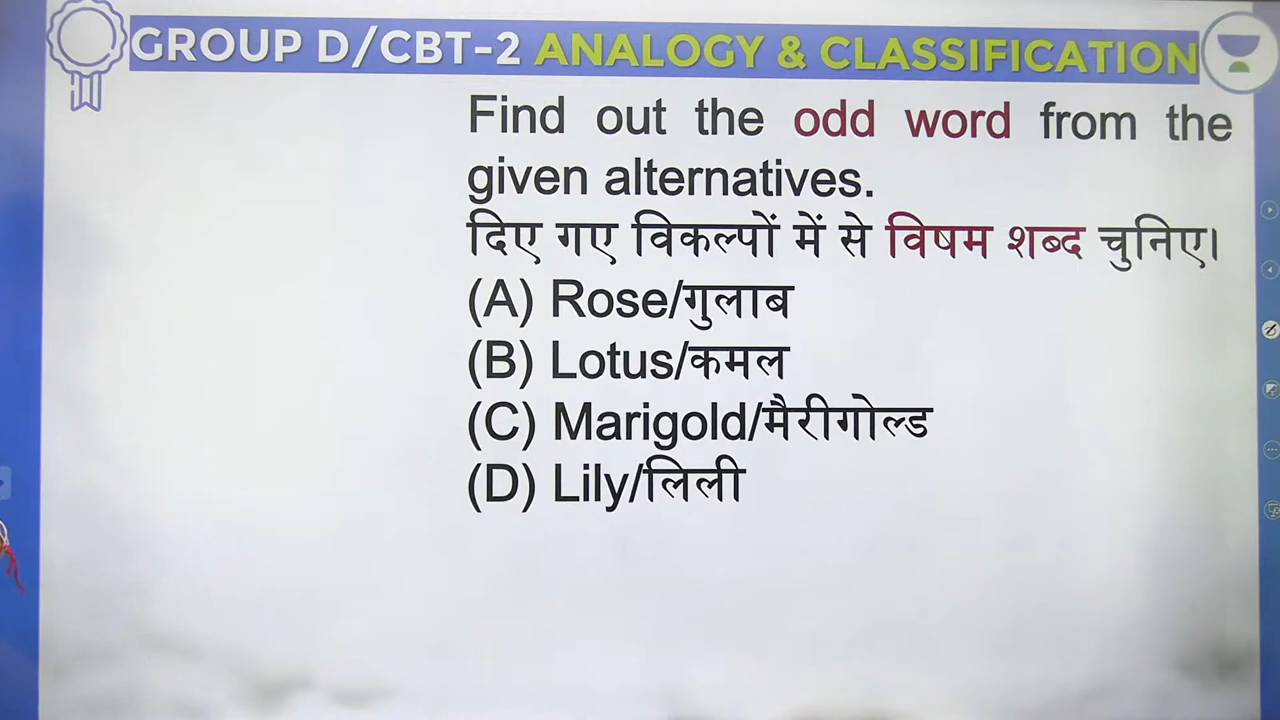 GROUP D/CBT-2 ANALOGY & CLASSIFICATION
Find out the odd word from the
given alternatives.
दिए गए विकल्पों में से विषम शब्द चुनिए।
(A) Rose/गुलाब
(B) Lotus/कमल
(C) Marigold/मैरीगोल्ड
(D) Lily/लिली